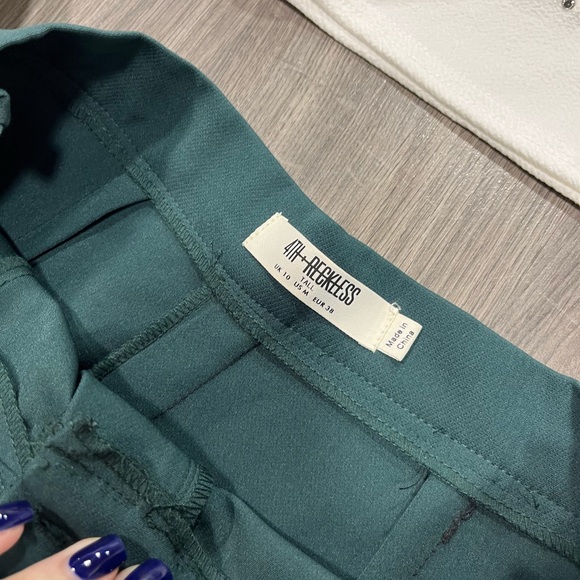 4TH+RECKLESS
TALL
UK 10 US M EUR 38
Made in
China